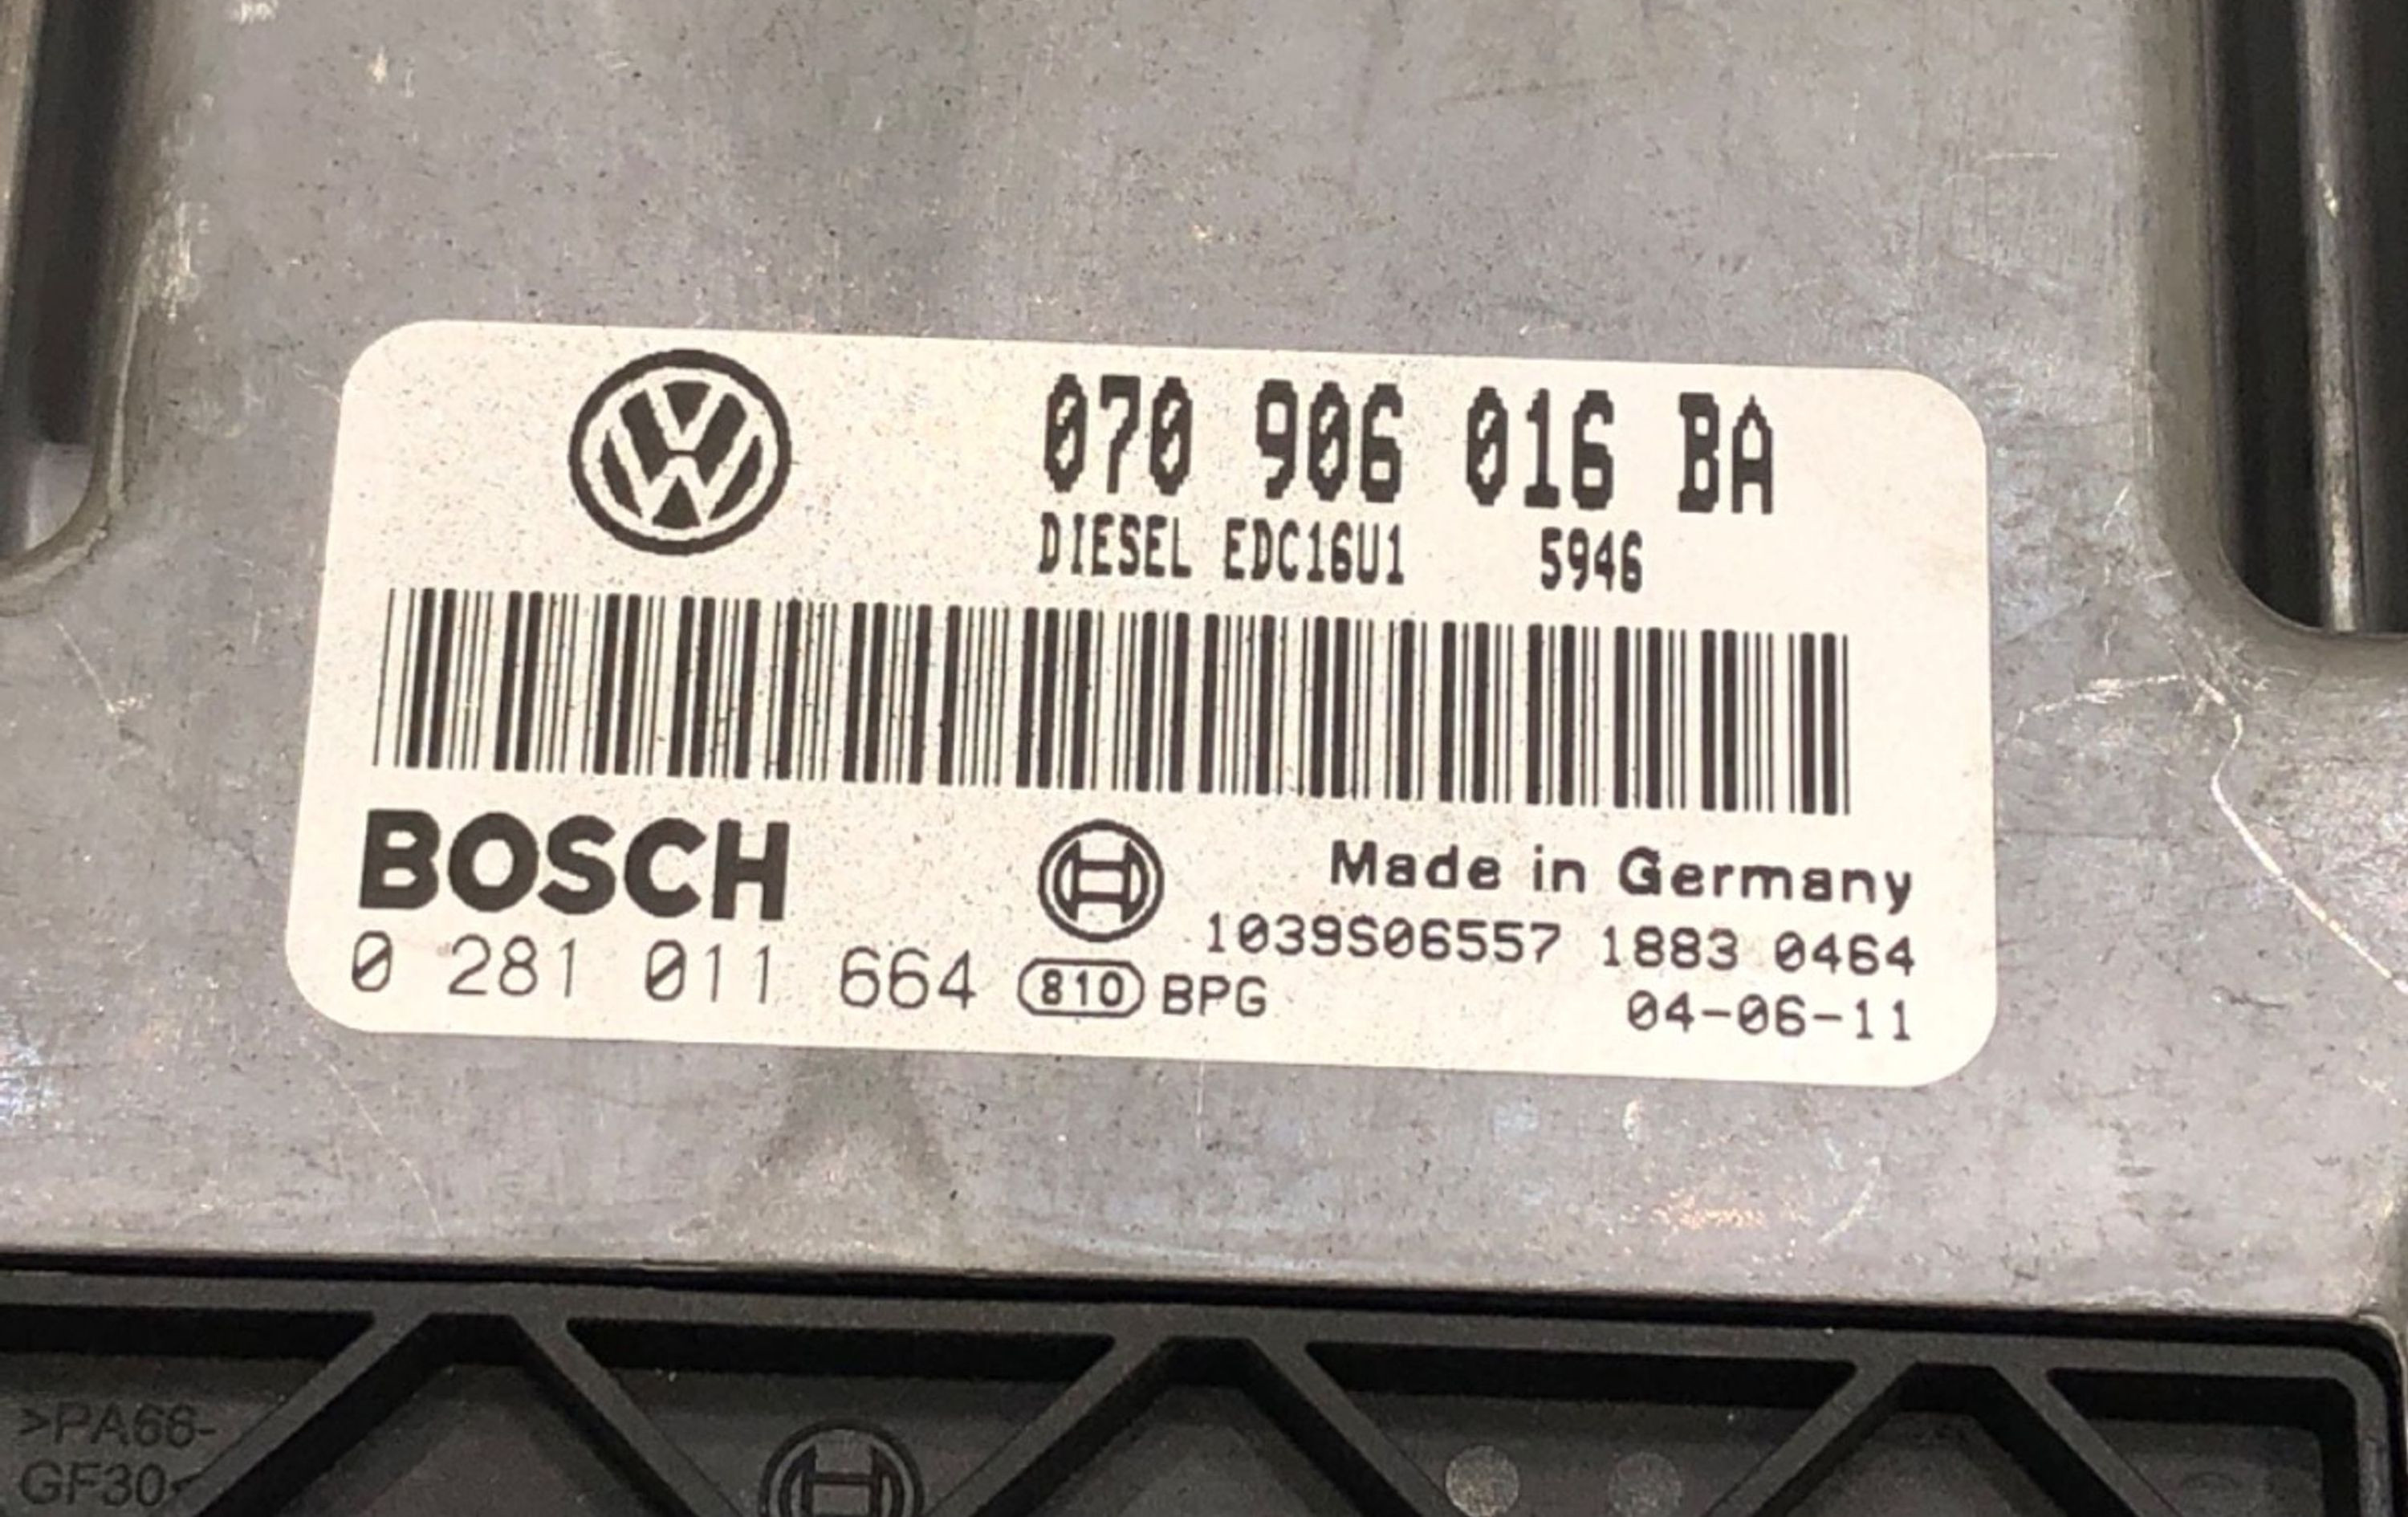 070 906 016 BA
DIESEL EDC16U1 5946
BOSCH
Made in Germany
1039S06557 1883 0464
0 281 011 664 810 BPG
04-06-11
>PA66-
GF30<